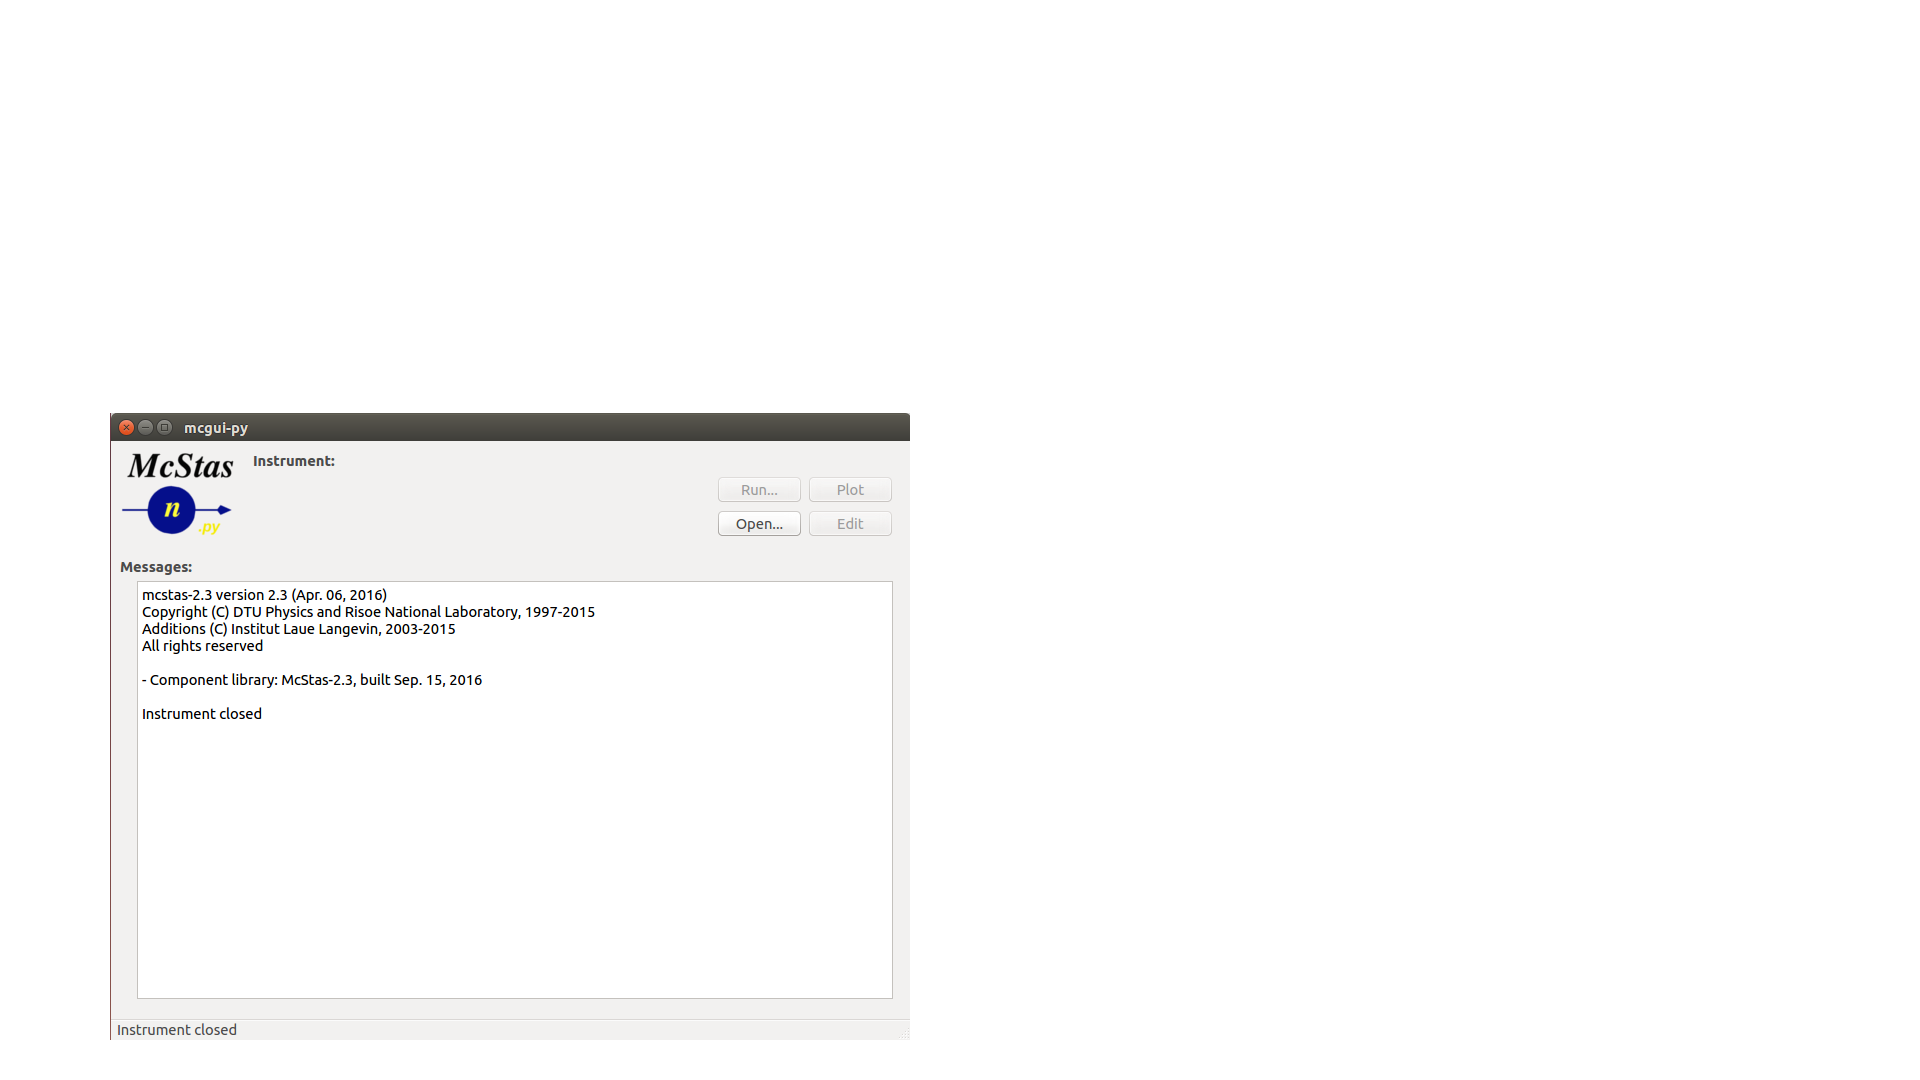 mcgui-py
McStas
n
.py
Instrument:
Run...
Plot
Open...
Edit
Messages:
mcstas-2.3 version 2.3 (Apr. 06, 2016)
Copyright (C) DTU Physics and Risoe National Laboratory, 1997-2015
Additions (C) Institut Laue Langevin, 2003-2015
All rights reserved
- Component library: McStas-2.3, built Sep. 15, 2016
Instrument closed
Instrument closed